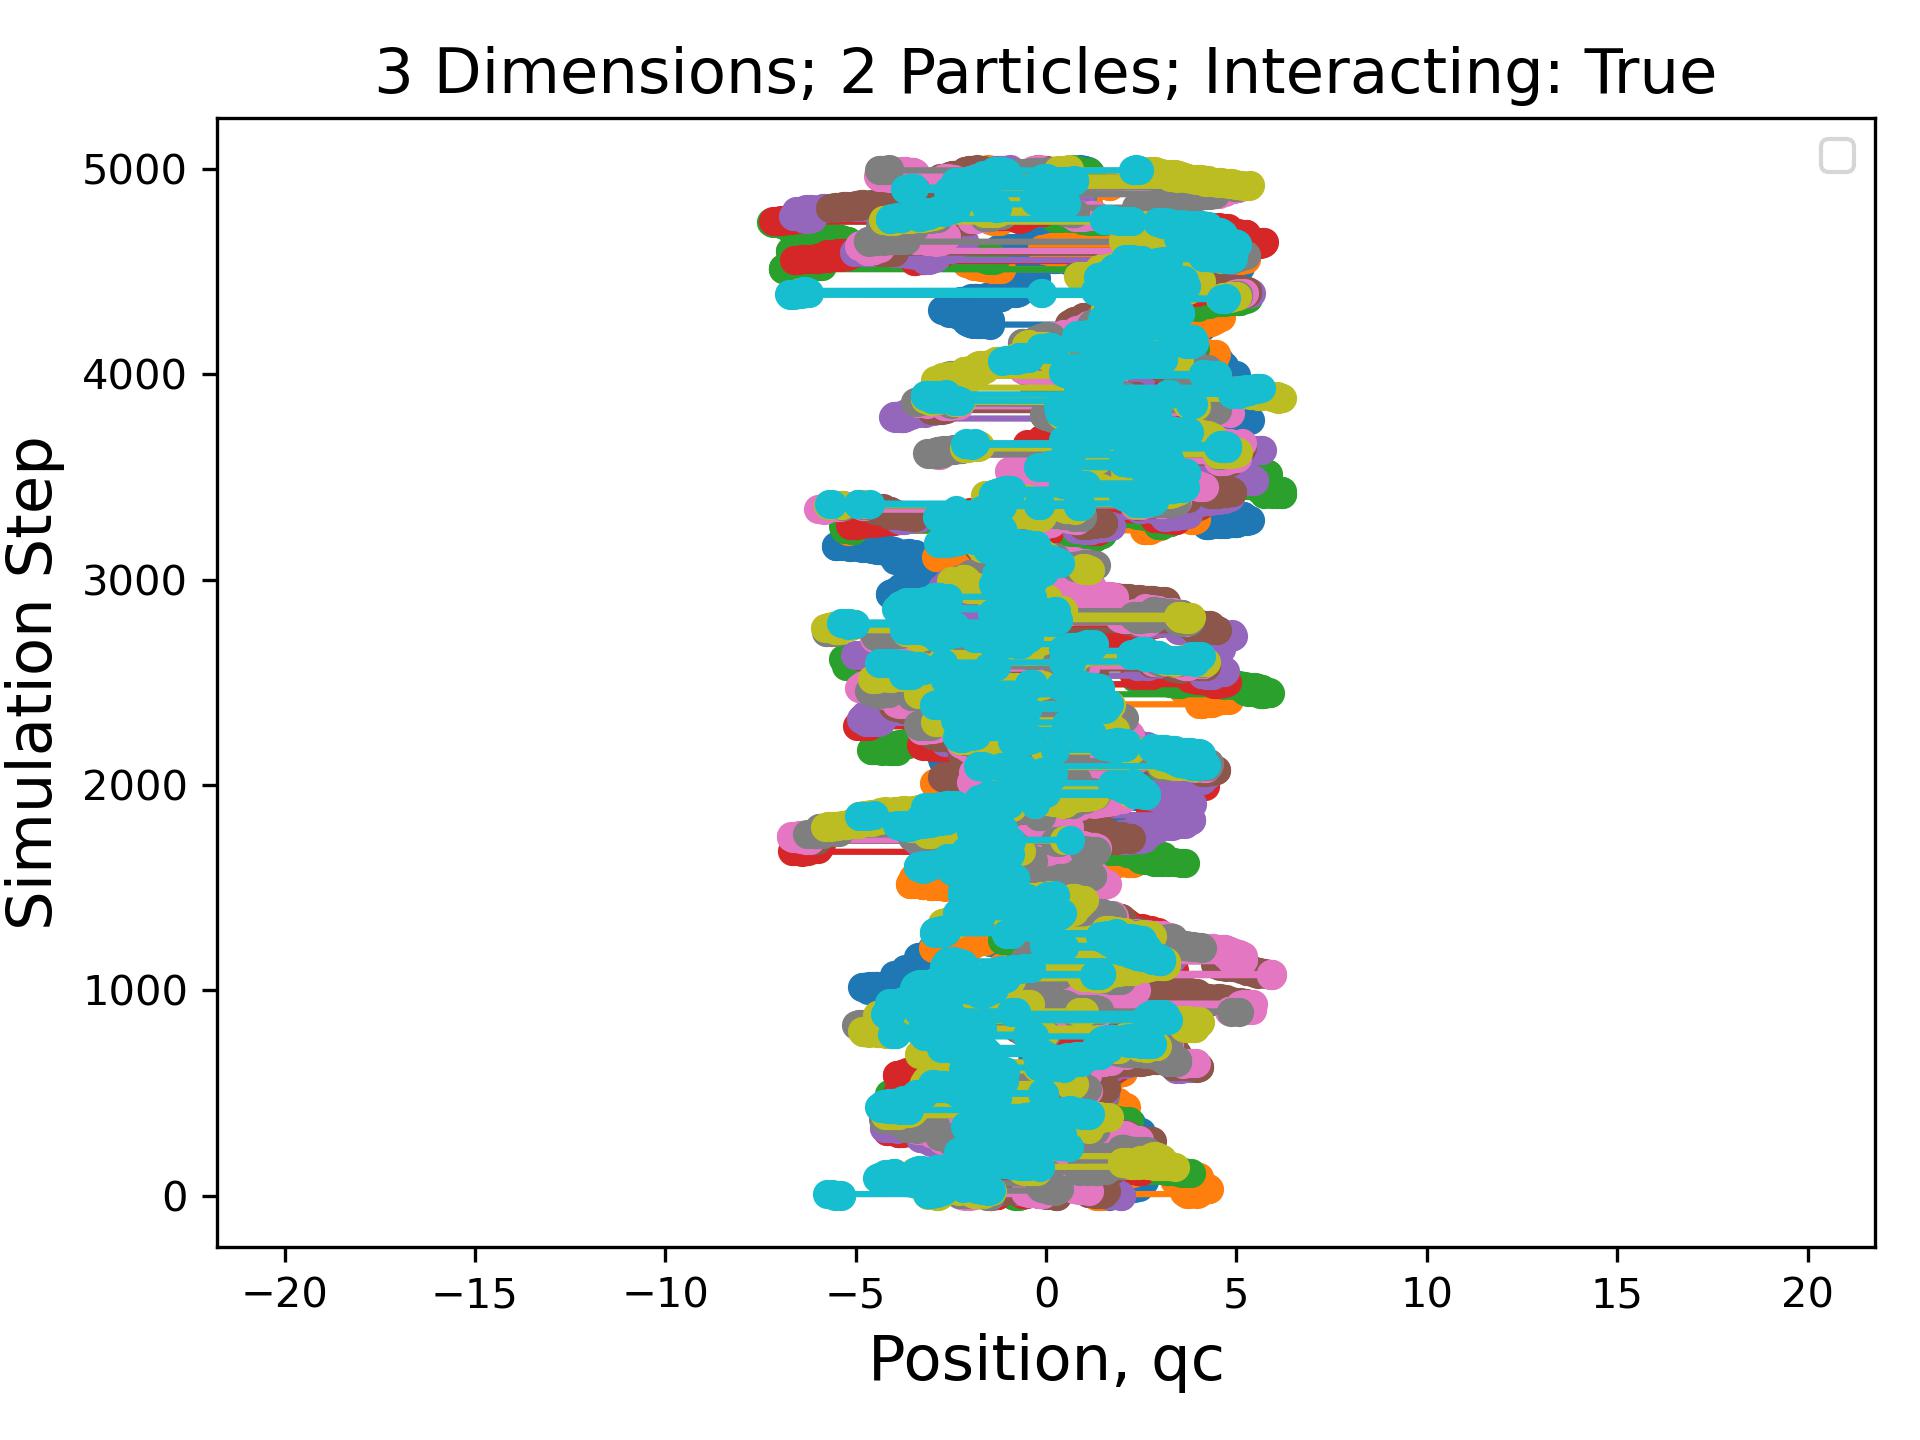 3 Dimensions; 2 Particles; Interacting: True
Simulation Step
5000
4000
3000
2000
1000
0
−20 −15 −10 −5 0 5 10 15 20
Position, qc